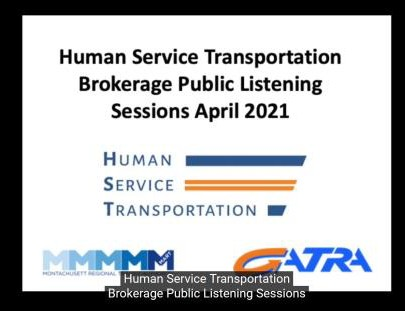 Human Service Transportation
Brokerage Public Listening
Sessions April 2021
HUMAN
SERVICE
TRANSPORTATION
MART
MONTACHUSETT REGIONAL
GATRA
Human Service Transportation
Brokerage Public Listening Sessions